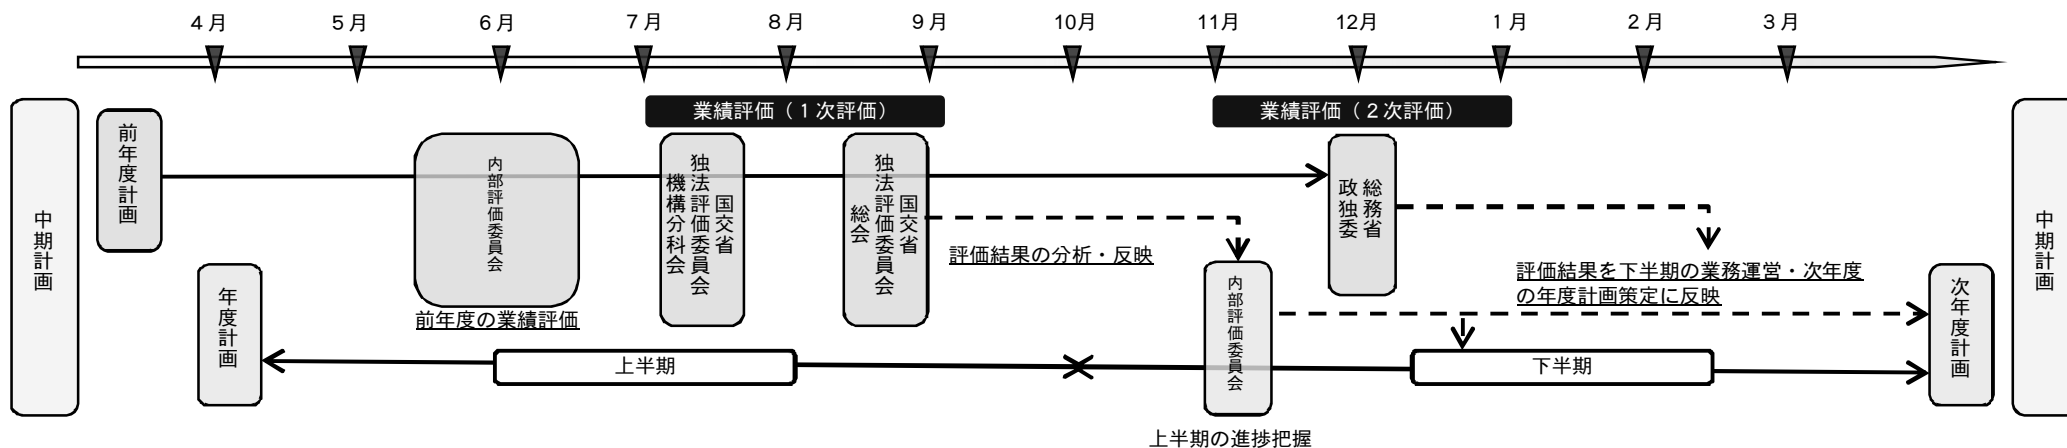 ４月 ５月 ６月 ７月 ８月 ９月 10月 11月 12月 １月 ２月 ３月
業績評価（１次評価）
業績評価（２次評価）
中期計画
前年度計画
年度計画
内部評価委員会
前年度の業績評価
国交省
独法評価委員会
機構分科会
国交省
独法評価委員会
総会
評価結果の分析・反映
内部評価委員会
上半期の進捗把握
総務省
政独委
評価結果を下半期の業務運営・次年度
の年度計画策定に反映
上半期
下半期
次年度計画
中期計画